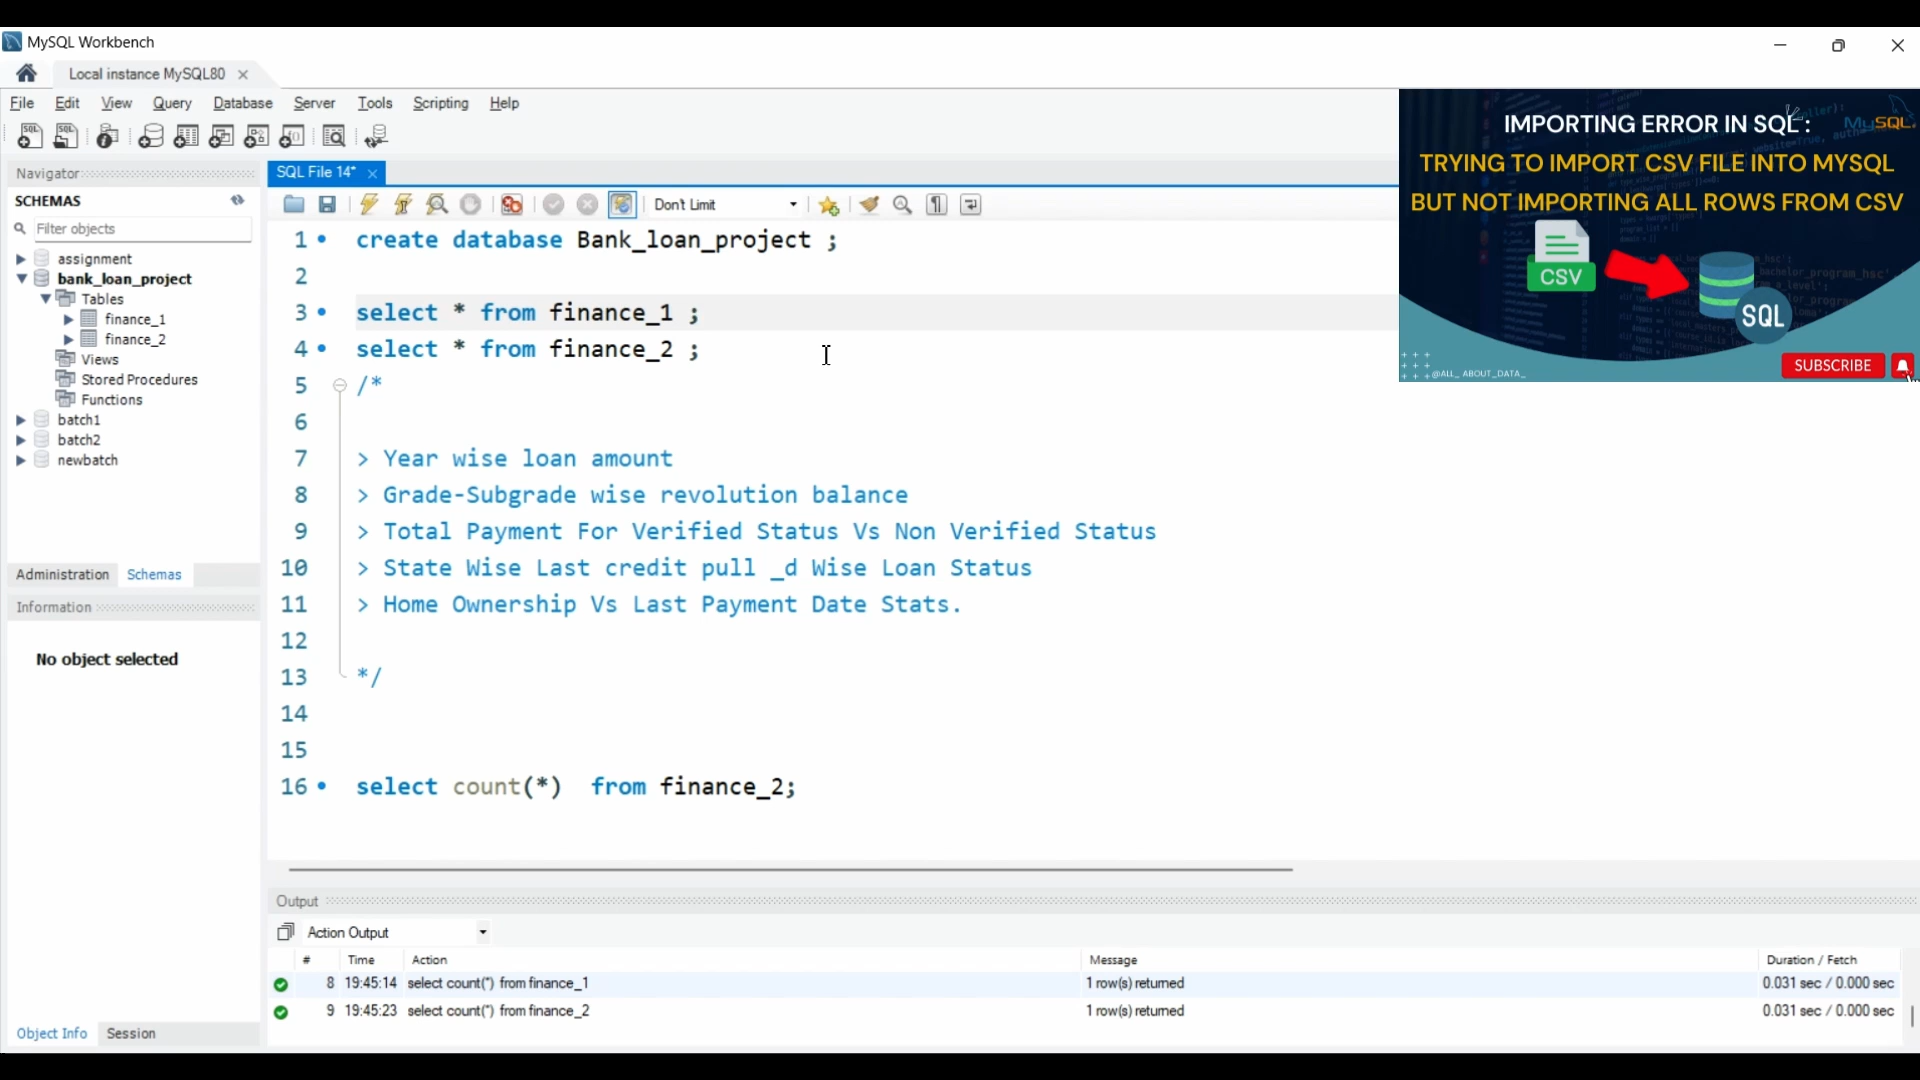 MySQL Workbench
Local instance MySQL80
File Edit View Query Database Server Tools Scripting Help
Navigator
SCHEMAS
Filter objects
assignment
bank_loan_project
Tables
finance_1
finance_2
Views
Stored Procedures
Functions
batch1
batch2
newbatch
Administration Schemas
Information
No object selected
Object Info Session
SQL File 14*
Don't Limit
1 create database Bank_loan_project ;
2
3 select * from finance_1 ;
4 select * from finance_2 ;
5 /*
6
7 > Year wise loan amount
8 > Grade-Subgrade wise revolution balance
9 > Total Payment For Verified Status Vs Non Verified Status
10 > State Wise Last credit pull _d Wise Loan Status
11 > Home Ownership Vs Last Payment Date Stats.
12
13 */
14
15
16 select count(*) from finance_2;
Output
Action Output
# Time Action Message Duration / Fetch
8 19:45:14 select count(*) from finance_1 1 row(s) returned 0.031 sec / 0.000 sec
9 19:45:23 select count(*) from finance_2 1 row(s) returned 0.031 sec / 0.000 sec
IMPORTING ERROR IN SQL :
MySQL
TRYING TO IMPORT CSV FILE INTO MYSQL
BUT NOT IMPORTING ALL ROWS FROM CSV
CSV
SQL
SUBSCRIBE
@ALL_ ABOUT_DATA_